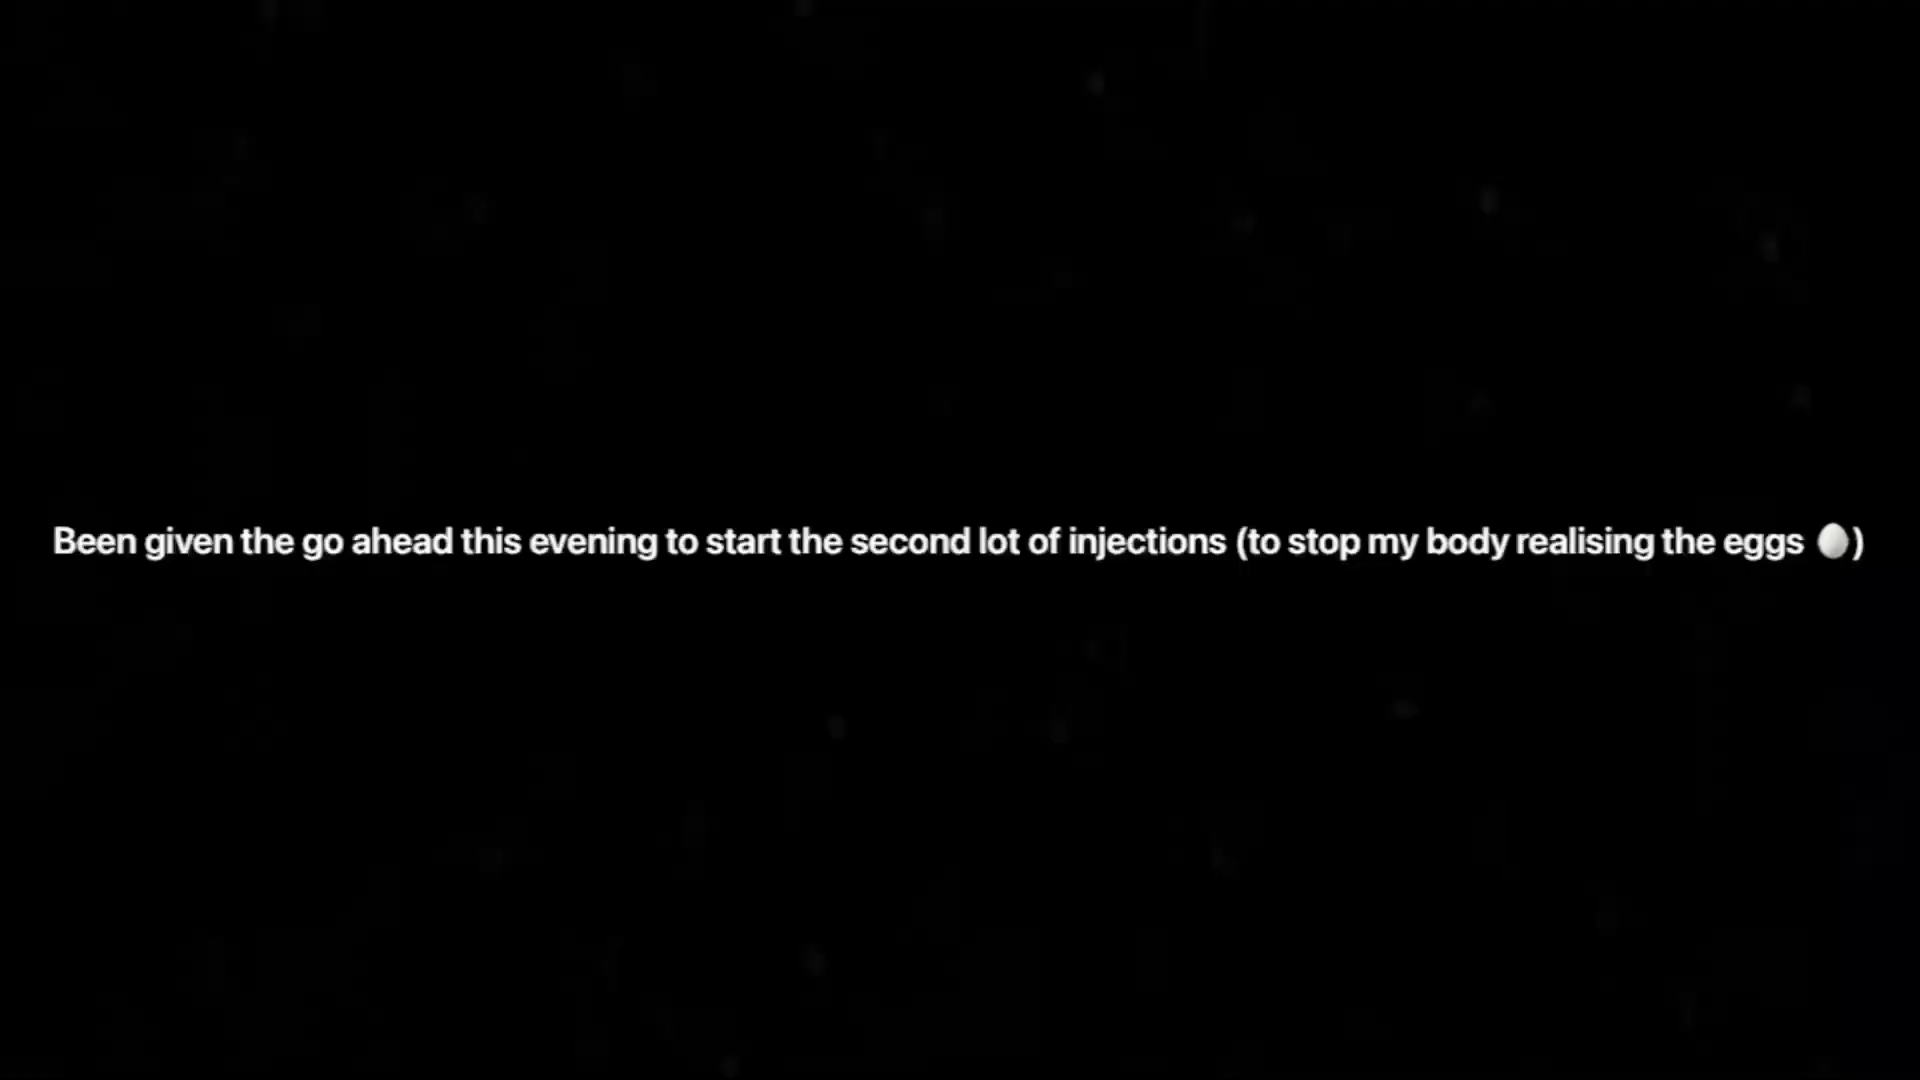 Been given the go ahead this evening to start the second lot of injections (to stop my body realising the eggs 🥚)